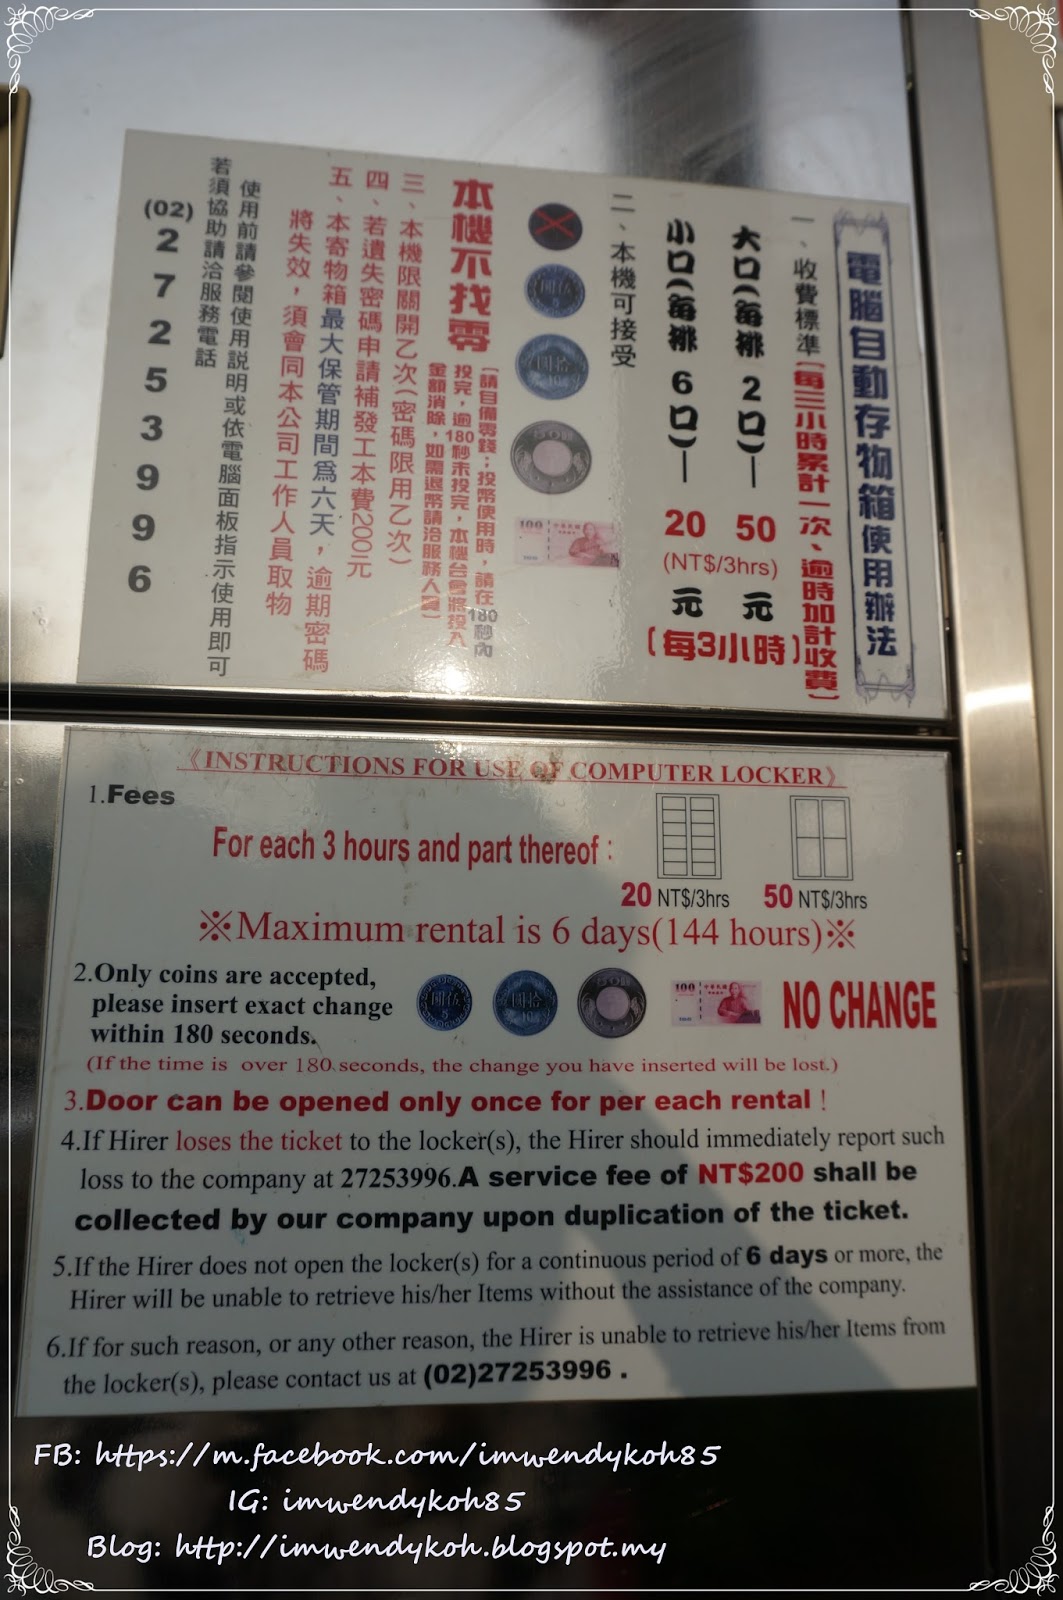 電腦自動存物箱使用辦法
一、收費標準(每三小時累計一次、逾時加計收費)
大口(每排2口)— 50元
小口(每排6口)— 20元
(NT$/3hrs)
(每3小時)
二、本機可接受
本機不找零
(請自備零錢;投幣使用時,請在180秒內
投完,逾180秒未投完,本機台會將投入
金額消除,如需退幣請洽服務人員)
三、本機限關開乙次(密碼限用乙次)
四、若遺失密碼申請補發工本費200元
五、本寄物箱最大保管期間為六天,逾期密碼
將失效,須會同本公司工作人員取物
使用前請參閱使用說明或依電腦面板指示使用即可
若須協助請洽服務電話
(02)27253996
《INSTRUCTIONS FOR USE OF COMPUTER LOCKER》
1.Fees
For each 3 hours and part thereof :
20 NT$/3hrs 50 NT$/3hrs
※Maximum rental is 6 days(144 hours)※
2.Only coins are accepted,
please insert exact change
within 180 seconds.
NO CHANGE
(If the time is over 180 seconds, the change you have inserted will be lost.)
3.Door can be opened only once for per each rental !
4.If Hirer loses the ticket to the locker(s), the Hirer should immediately report such
loss to the company at 27253996.A service fee of NT$200 shall be
collected by our company upon duplication of the ticket.
5.If the Hirer does not open the locker(s) for a continuous period of 6 days or more, the
Hirer will be unable to retrieve his/her Items without the assistance of the company.
6.If for such reason, or any other reason, the Hirer is unable to retrieve his/her Items from
the locker(s), please contact us at (02)27253996 .
FB: https://m.facebook.com/imwendykoh85
IG: imwendykoh85
Blog: http://imwendykoh.blogspot.my